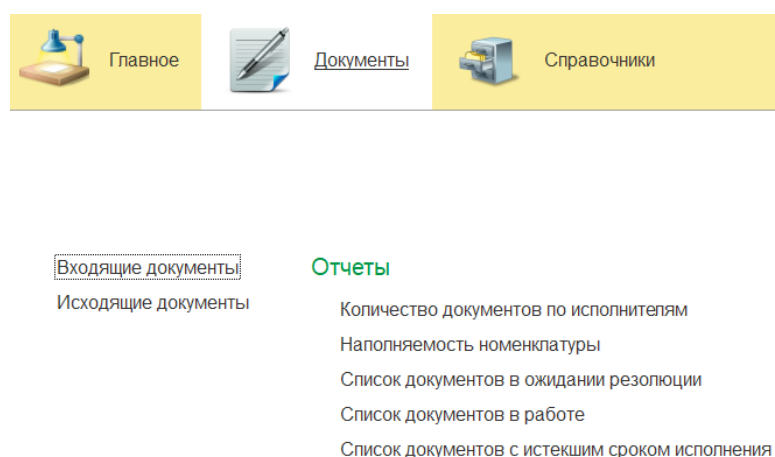 Главное Документы Справочники
Входящие документы Отчеты
Исходящие документы
Количество документов по исполнителям
Наполняемость номенклатуры
Список документов в ожидании резолюции
Список документов в работе
Список документов с истекшим сроком исполнения